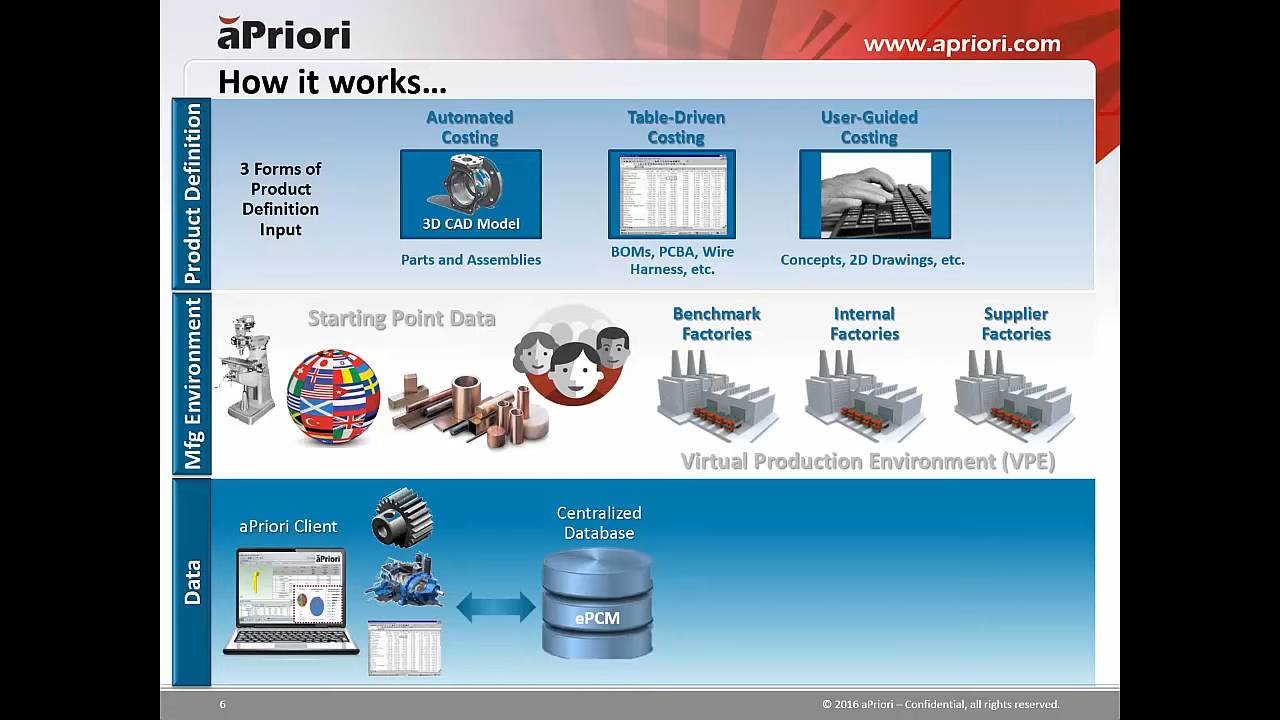 āPriori
www.apriori.com
How it works…
Product Definition
3 Forms of
Product
Definition
Input
Automated
Costing
3D CAD Model
Parts and Assemblies
Table-Driven
Costing
BOMs, PCBA, Wire
Harness, etc.
User-Guided
Costing
Concepts, 2D Drawings, etc.
Mfg Environment
Starting Point Data
Benchmark
Factories
Internal
Factories
Supplier
Factories
Virtual Production Environment (VPE)
Data
aPriori Client
āPriori
Centralized
Database
ePCM
6
© 2016 aPriori – Confidential, all rights reserved.